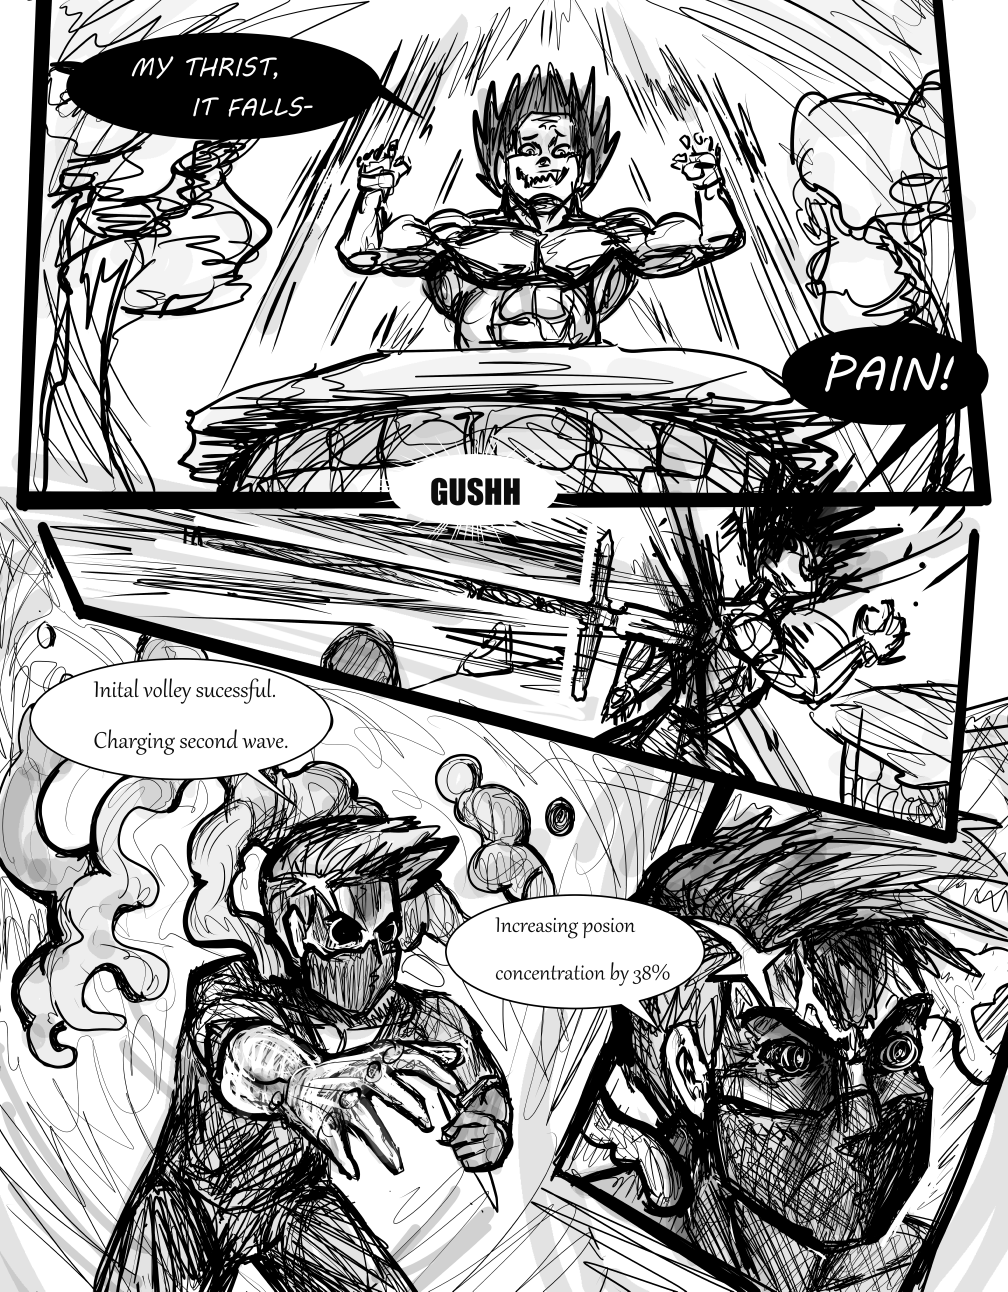 MY THRIST,
IT FALLS-
PAIN!
GUSHH
Inital volley sucessful.
Charging second wave.
Increasing posion
concentration by 38%